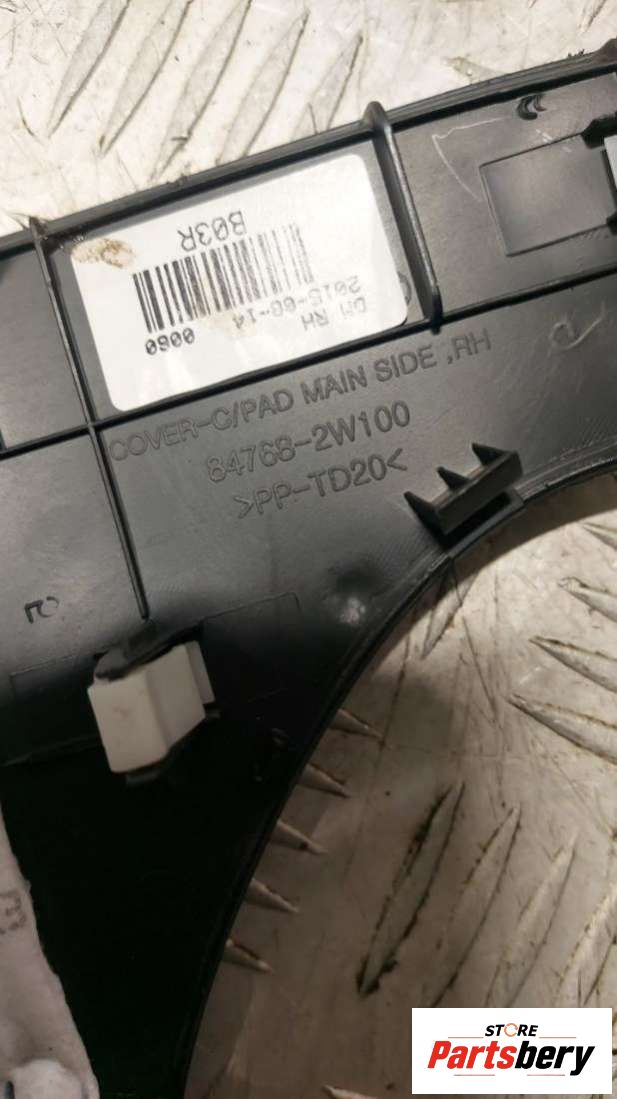 B03R
0060
2015-08-14
DM RH
COVER-C/PAD MAIN SIDE ,RH
84768-2W100
>PP-TD20<
STORE
Partsbery